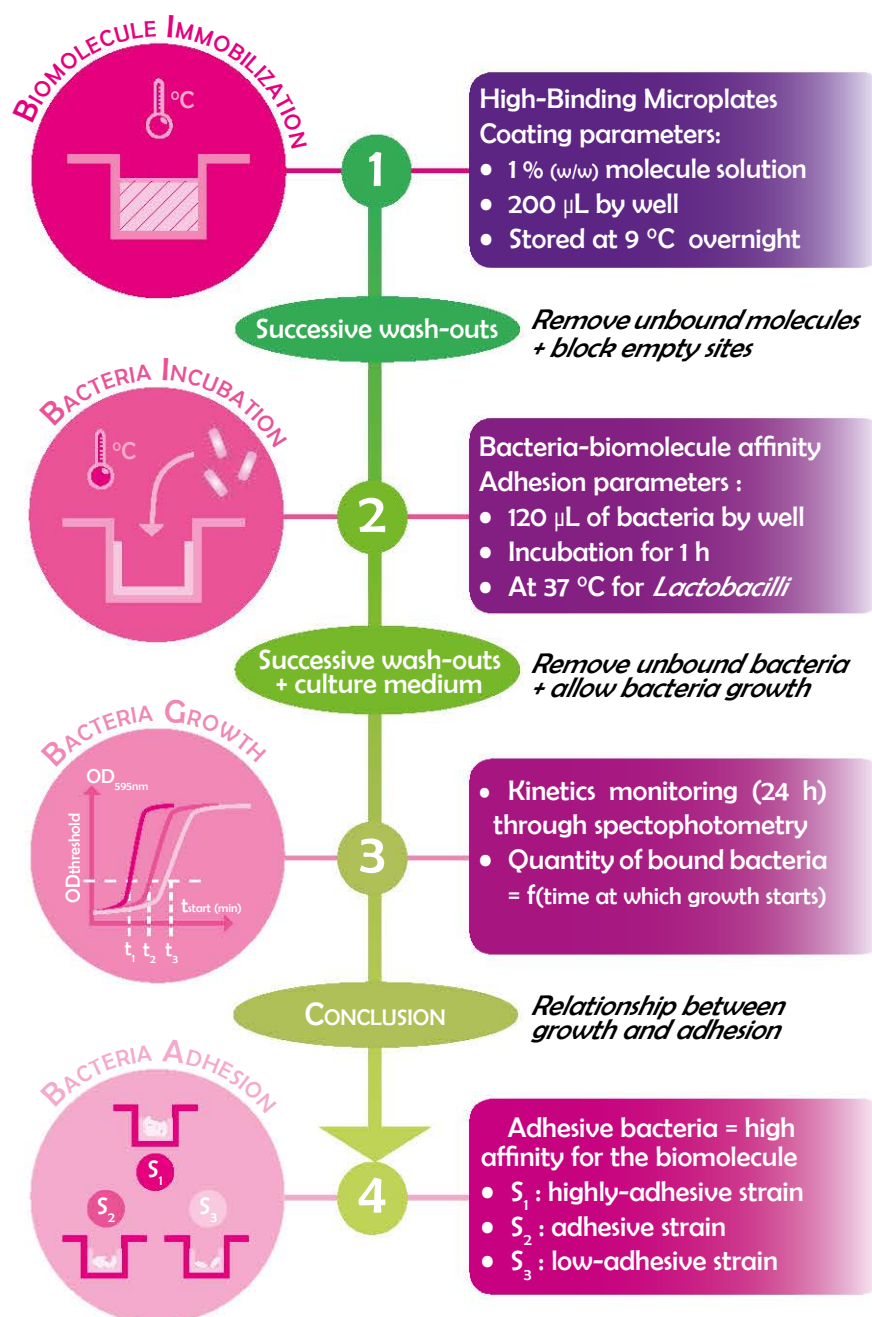 BIOMOLECULE IMMOBILIZATION
°C
1
High-Binding Microplates
Coating parameters:
• 1 % (w/w) molecule solution
• 200 µL by well
• Stored at 9 °C overnight
Successive wash-outs
Remove unbound molecules
+ block empty sites
BACTERIA INCUBATION
°C
2
Bacteria-biomolecule affinity
Adhesion parameters :
• 120 µL of bacteria by well
• Incubation for 1 h
• At 37 °C for Lactobacilli
Successive wash-outs
+ culture medium
Remove unbound bacteria
+ allow bacteria growth
BACTERIA GROWTH
OD595nm
ODthreshold
tstart (min)
t1 t2 t3
3
• Kinetics monitoring (24 h)
through spectophotometry
• Quantity of bound bacteria
= f(time at which growth starts)
CONCLUSION
Relationship between
growth and adhesion
BACTERIA ADHESION
S1
S2 S3
4
Adhesive bacteria = high
affinity for the biomolecule
• S1 : highly-adhesive strain
• S2 : adhesive strain
• S3 : low-adhesive strain